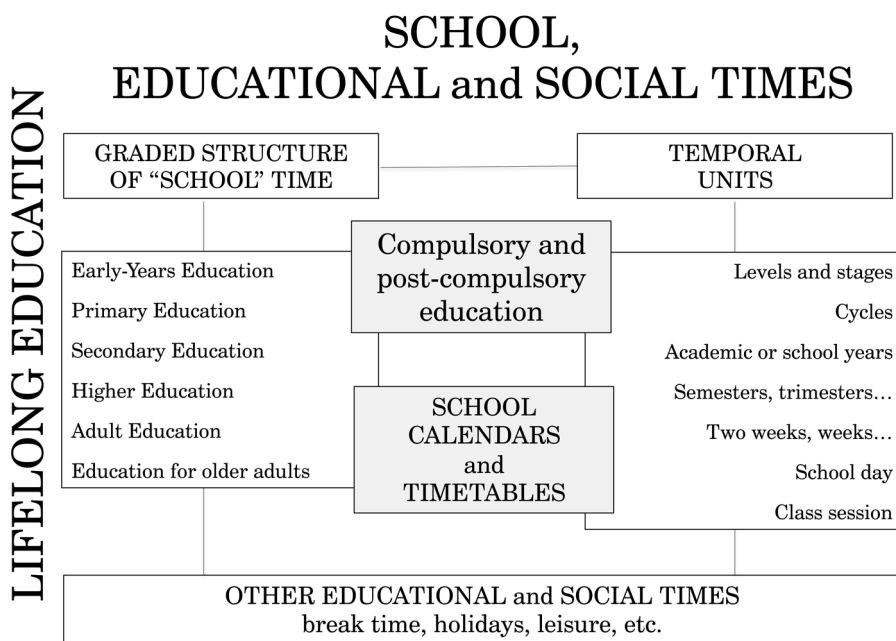 SCHOOL,
EDUCATIONAL and SOCIAL TIMES
LIFELONG EDUCATION
GRADED STRUCTURE
OF “SCHOOL” TIME
TEMPORAL
UNITS
Compulsory and
post-compulsory
education
Early-Years Education
Primary Education
Secondary Education
Higher Education
Adult Education
Education for older adults
SCHOOL
CALENDARS
and
TIMETABLES
Levels and stages
Cycles
Academic or school years
Semesters, trimesters…
Two weeks, weeks…
School day
Class session
OTHER EDUCATIONAL and SOCIAL TIMES
break time, holidays, leisure, etc.